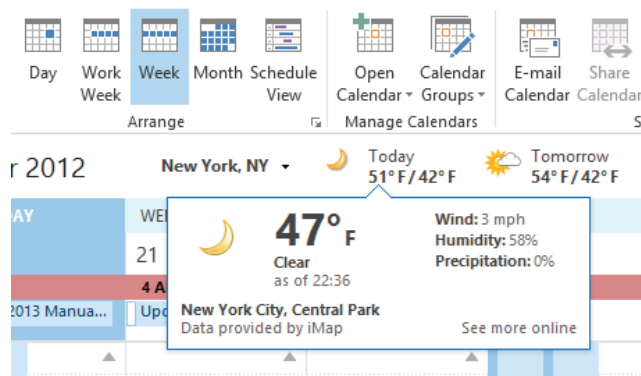 Day Work Week Week Month Schedule View
Open Calendar Calendar Groups E-mail Calendar Share Calendar
Arrange Manage Calendars S
r 2012 New York, NY Today 51° F / 42° F Tomorrow 54° F / 42° F
AY WE
21
4 A
2013 Manua... Upd
47° F
Clear
as of 22:36
Wind: 3 mph
Humidity: 58%
Precipitation: 0%
New York City, Central Park
Data provided by iMap See more online